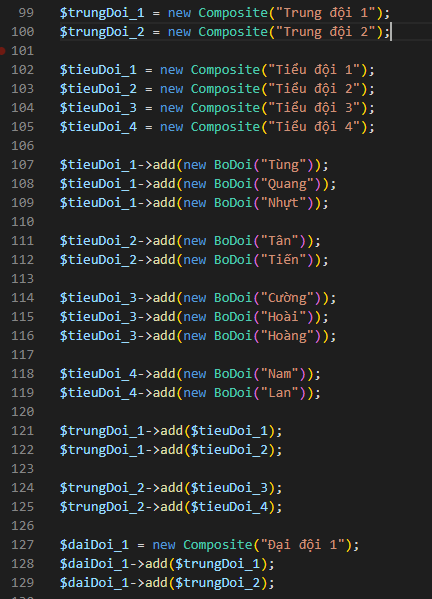 99 $trungDoi_1 = new Composite("Trung đội 1");
100 $trungDoi_2 = new Composite("Trung đội 2");
101
102 $tieuDoi_1 = new Composite("Tiểu đội 1");
103 $tieuDoi_2 = new Composite("Tiểu đội 2");
104 $tieuDoi_3 = new Composite("Tiểu đội 3");
105 $tieuDoi_4 = new Composite("Tiểu đội 4");
106
107 $tieuDoi_1->add(new BoDoi("Tùng"));
108 $tieuDoi_1->add(new BoDoi("Quang"));
109 $tieuDoi_1->add(new BoDoi("Nhựt"));
110
111 $tieuDoi_2->add(new BoDoi("Tân"));
112 $tieuDoi_2->add(new BoDoi("Tiến"));
113
114 $tieuDoi_3->add(new BoDoi("Cường"));
115 $tieuDoi_3->add(new BoDoi("Hoài"));
116 $tieuDoi_3->add(new BoDoi("Hoàng"));
117
118 $tieuDoi_4->add(new BoDoi("Nam"));
119 $tieuDoi_4->add(new BoDoi("Lan"));
120
121 $trungDoi_1->add($tieuDoi_1);
122 $trungDoi_1->add($tieuDoi_2);
123
124 $trungDoi_2->add($tieuDoi_3);
125 $trungDoi_2->add($tieuDoi_4);
126
127 $daiDoi_1 = new Composite("Đại đội 1");
128 $daiDoi_1->add($trungDoi_1);
129 $daiDoi_1->add($trungDoi_2);